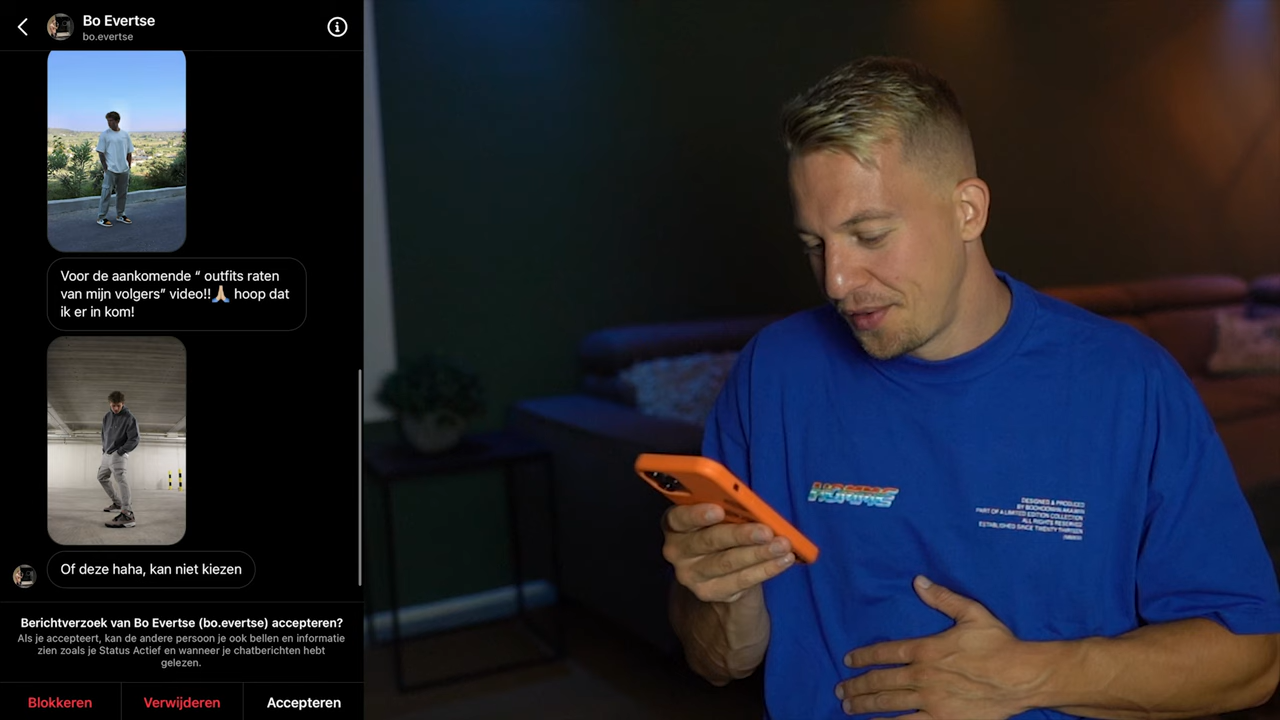 Bo Evertse
bo.evertse
Voor de aankomende “ outfits raten
van mijn volgers” video!!🙏🏼 hoop dat
ik er in kom!
Of deze haha, kan niet kiezen
Berichtverzoek van Bo Evertse (bo.evertse) accepteren?
Als je accepteert, kan de andere persoon je ook bellen en informatie
zien zoals je Status Actief en wanneer je chatberichten hebt
gelezen.
Blokkeren
Verwijderen
Accepteren
HOMME
DESIGNED & PRODUCED
BY BOOHOOMAN
PART OF A LIMITED EDITION COLLECTION
ALL RIGHTS RESERVED
ESTABLISHED SINCE TWENTY THIRTEEN